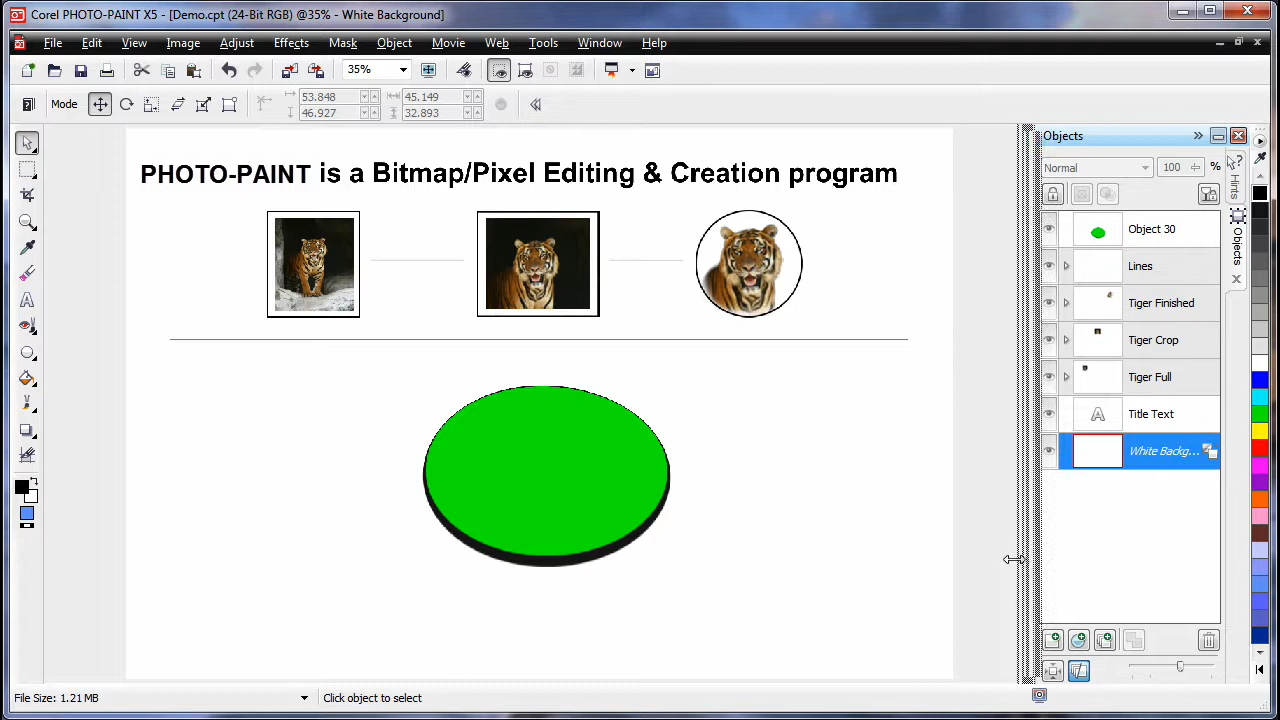 Corel PHOTO-PAINT X5 - [Demo.cpt (24-Bit RGB) @35% - White Background]
File Edit View Image Adjust Effects Mask Object Movie Web Tools Window Help
35%
Mode
53.848
46.927
45.149
32.893
PHOTO-PAINT is a Bitmap/Pixel Editing & Creation program
Objects
Normal 100 %
Object 30
Lines
Tiger Finished
Tiger Crop
Tiger Full
A Title Text
White Backg...
Hints
Objects
File Size: 1.21 MB
Click object to select